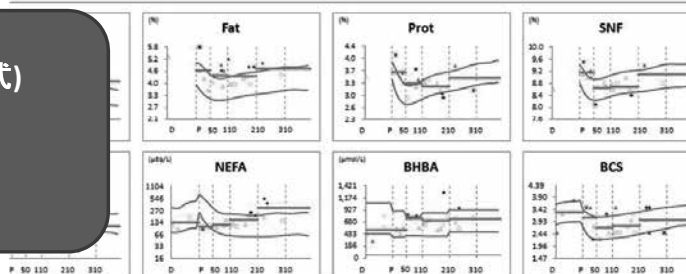 式)
(%)
Fat
5.8
5.2
4.6
4.0
3.3
2.7
2.1
D P 50 110 210 310
(%)
Prot
4.4
4.0
3.7
3.3
3.0
2.6
2.3
D P 50 110 210 310
(%)
SNF
10.0
9.6
9.2
8.8
8.4
8.0
7.6
D P 50 110 210 310
P 50 110 210 310
(μEq/L)
NEFA
1104
546
270
134
66
33
16
D P 50 110 210 310
(μmol/L)
BHBA
1,421
1,174
927
680
433
186
0
D P 50 110 210 310
BCS
4.39
3.90
3.42
2.93
2.44
1.96
1.47
D P 50 110 210 310